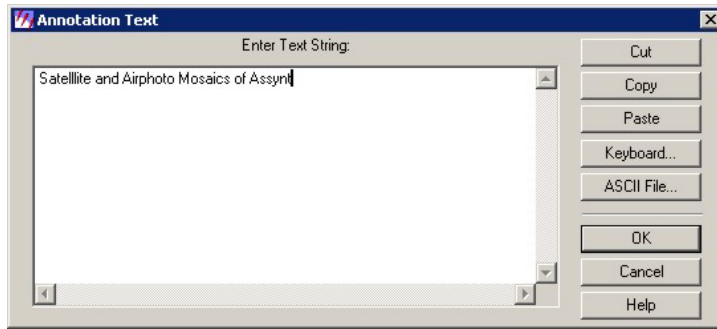 Annotation Text
Enter Text String:
Satelllite and Airphoto Mosaics of Assynt
Cut
Copy
Paste
Keyboard...
ASCII File...
OK
Cancel
Help